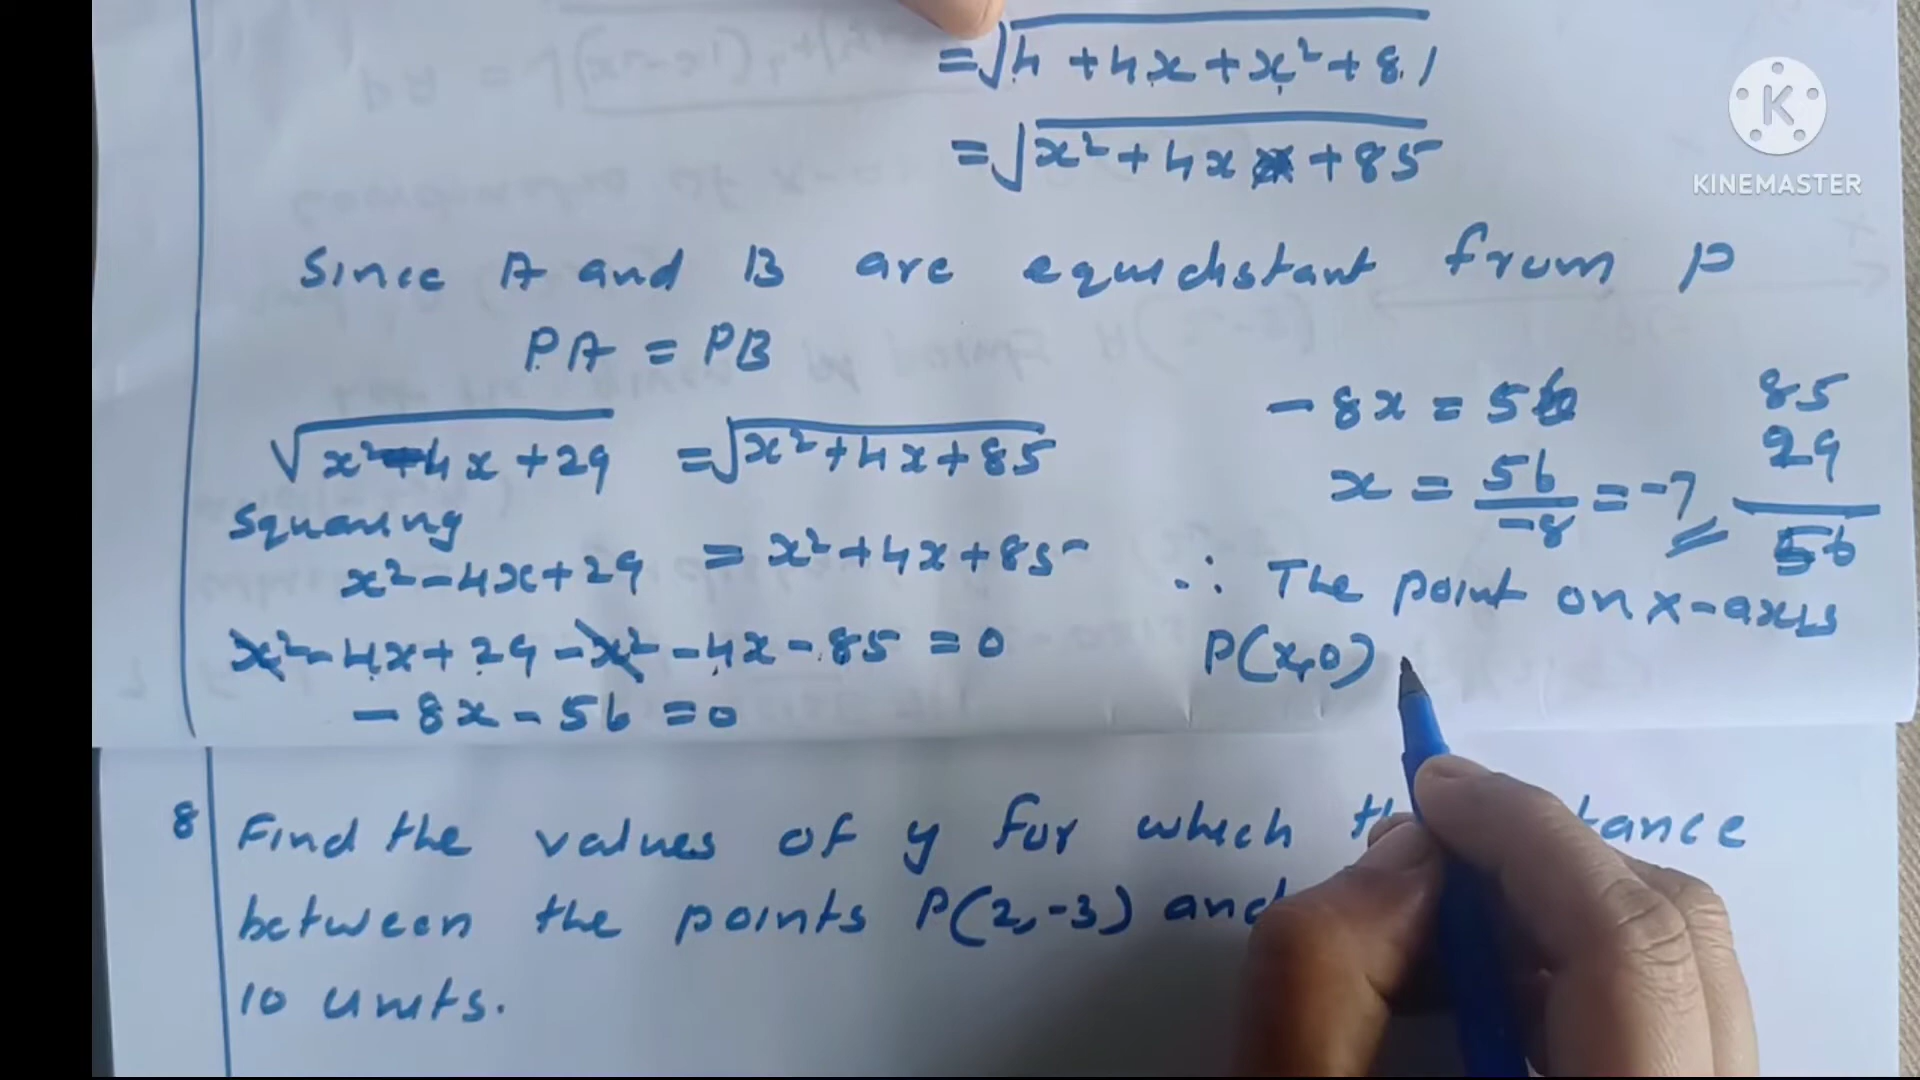 = √4 + 4x + x² + 81
= √x² + 4x + 85
K
KINEMASTER
Since A and B are equidistant from P
PA = PB
√x² - 4x + 29 = √x² + 4x + 85
Squaring
x² - 4x + 29 = x² + 4x + 85
x² - 4x + 29 - x² - 4x - 85 = 0
- 8x - 56 = 0
- 8x = 56
x = 56/-8 = -7
85
29
56
∴ The point on x-axis
P(x,0)
8 Find the values of y for which tance
between the points P(2,-3) and
10 units.